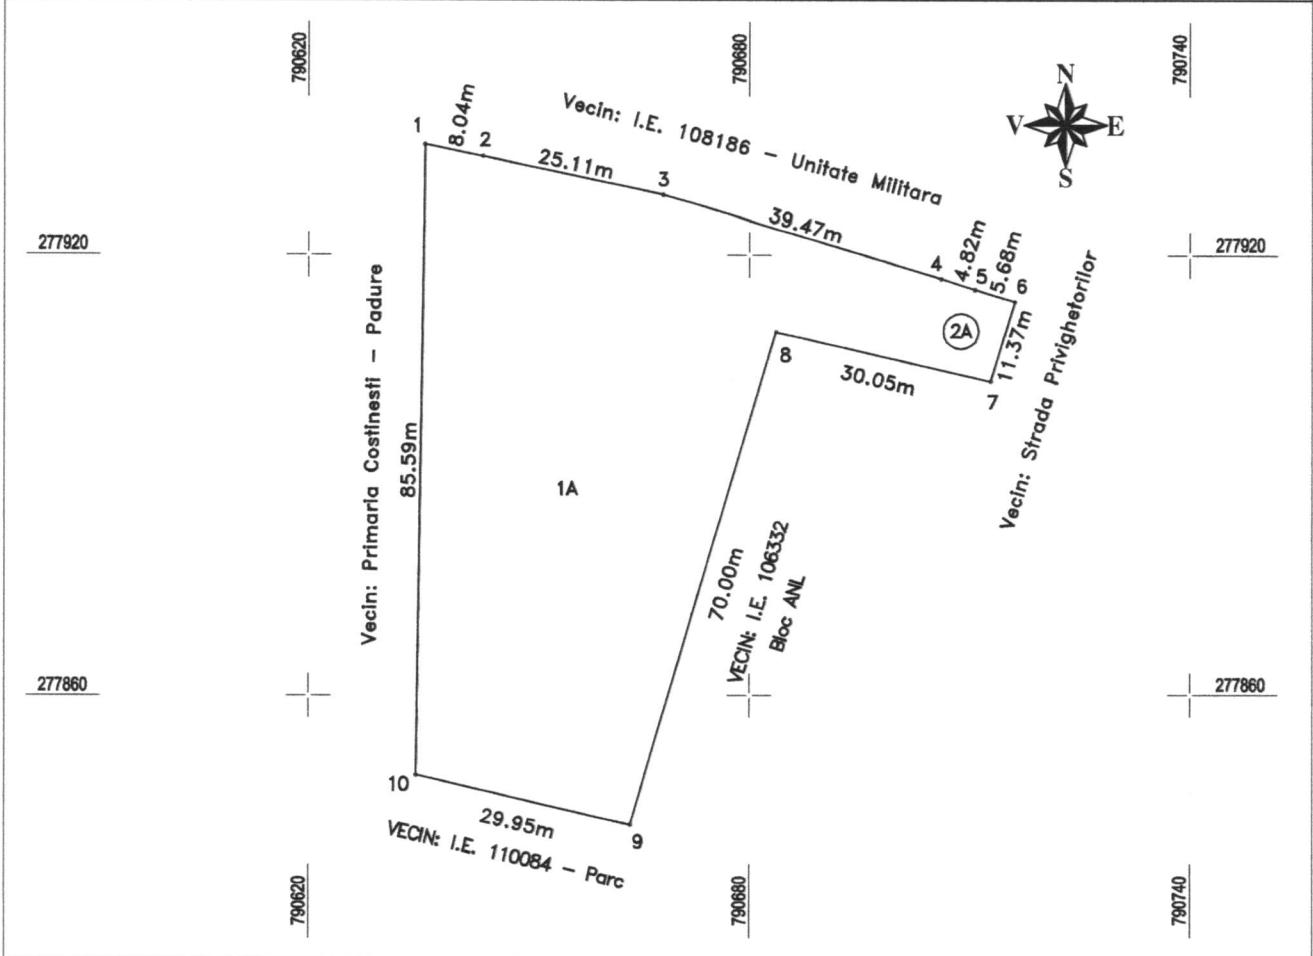 790620
790680
790740
N
V
E
S
Vecin: I.E. 108186 - Unitate Militara
1
8.04m
2
25.11m
3
39.47m
4
4.82m
5
5.68m
6
277920
277920
2A
11.37m
Vecin: Strada Privighetorilor
8
30.05m
7
Vecin: Primaria Costinesti - Padure
85.59m
1A
70.00m
VECIN: I.E. 106332
Bloc ANL
277860
277860
10
29.95m
9
VECIN: I.E. 110084 - Parc
790620
790680
790740